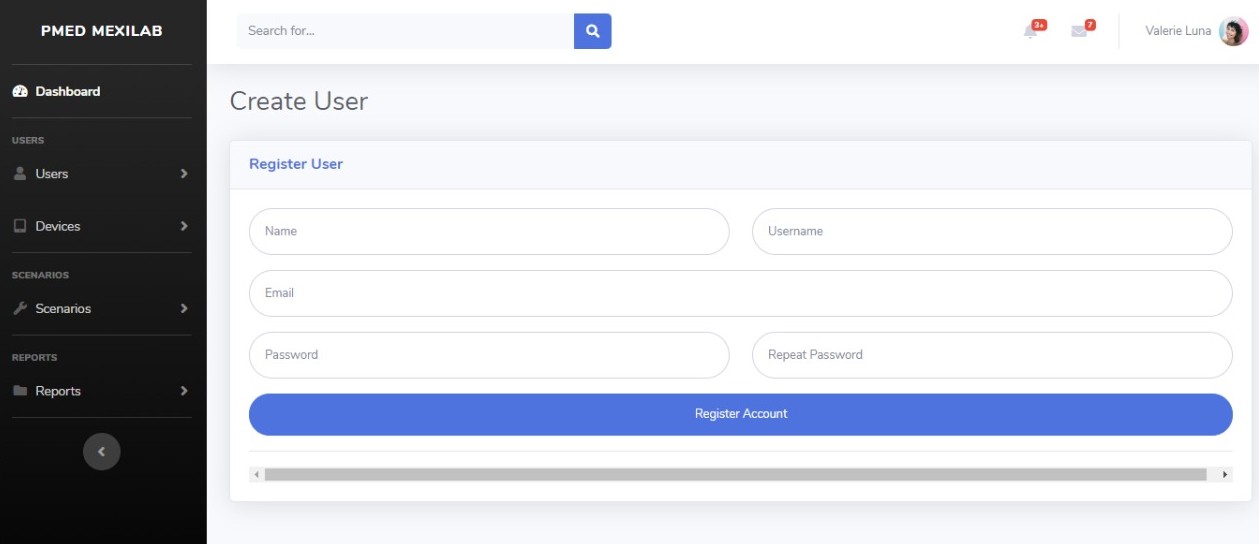 PMED MEXILAB
Search for...
3+
7
Valerie Luna
Dashboard
USERS
Users
Devices
SCENARIOS
Scenarios
REPORTS
Reports
Create User
Register User
Name
Username
Email
Password
Repeat Password
Register Account